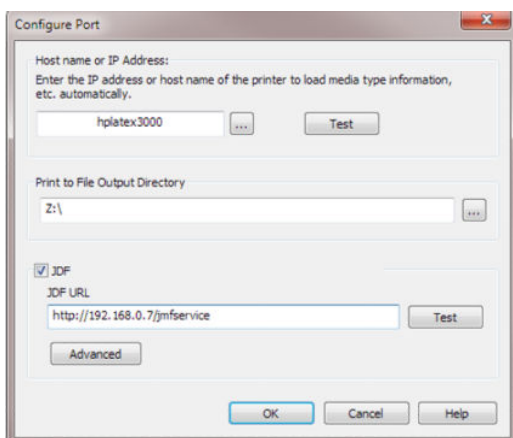 Configure Port
Host name or IP Address:
Enter the IP address or host name of the printer to load media type information,
etc. automatically.
hplatex3000 ... Test
Print to File Output Directory
Z:\ ...
JDF
JDF URL
http://192.168.0.7/jmfservice Test
Advanced
OK Cancel Help